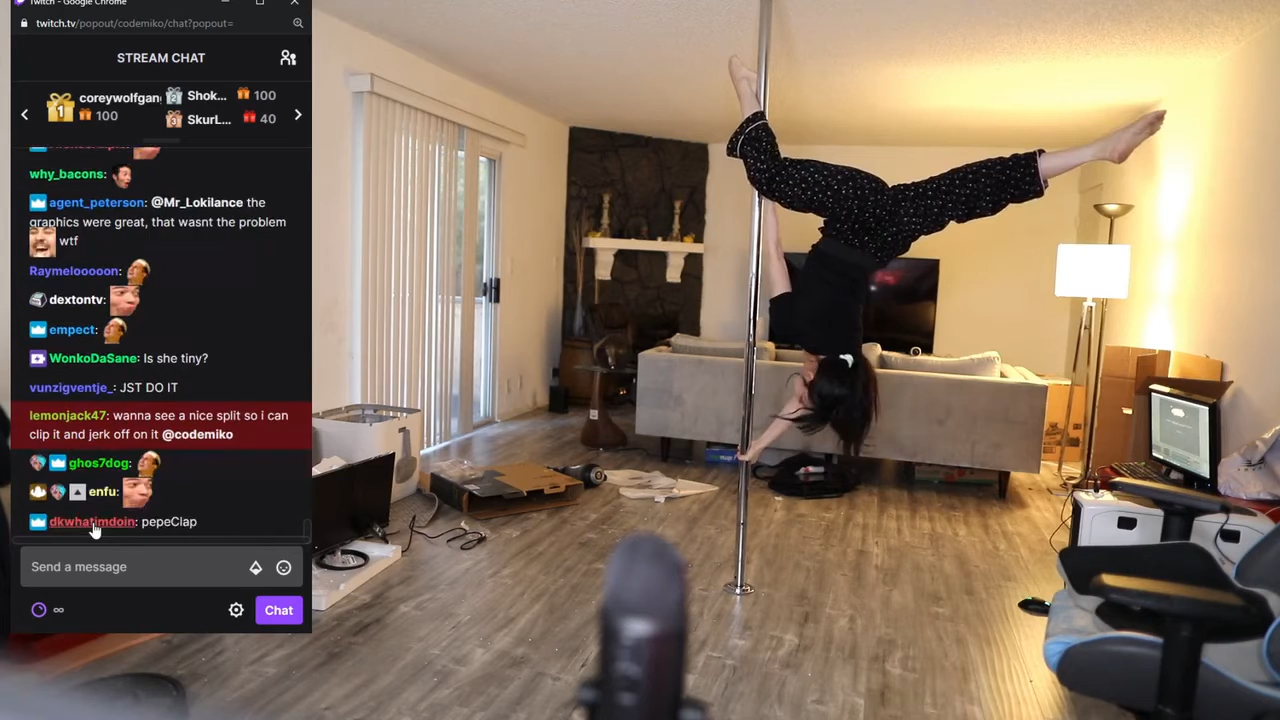 Twitch - Google Chrome
twitch.tv/popout/codemiko/chat?popout=
STREAM CHAT
coreywolfgan
100
Shok... 100
SkurL... 40
1
2
3
why_bacons:
agent_peterson: @Mr_Lokilance the
graphics were great, that wasnt the problem
wtf
Raymelooooon:
dextontv:
empect:
WonkoDaSane: Is she tiny?
vunzigventje_: JST DO IT
lemonjack47: wanna see a nice split so i can
clip it and jerk off on it @codemiko
ghos7dog:
enfu:
dkwhatimdoin: pepeClap
Send a message
∞
Chat